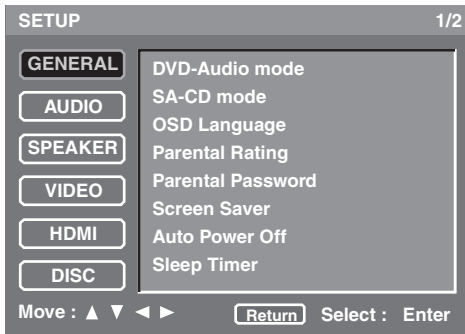 SETUP 1/2
GENERAL
AUDIO
SPEAKER
VIDEO
HDMI
DISC
DVD-Audio mode
SA-CD mode
OSD Language
Parental Rating
Parental Password
Screen Saver
Auto Power Off
Sleep Timer
Move : ▲ ▼ ◄ ► Return Select : Enter